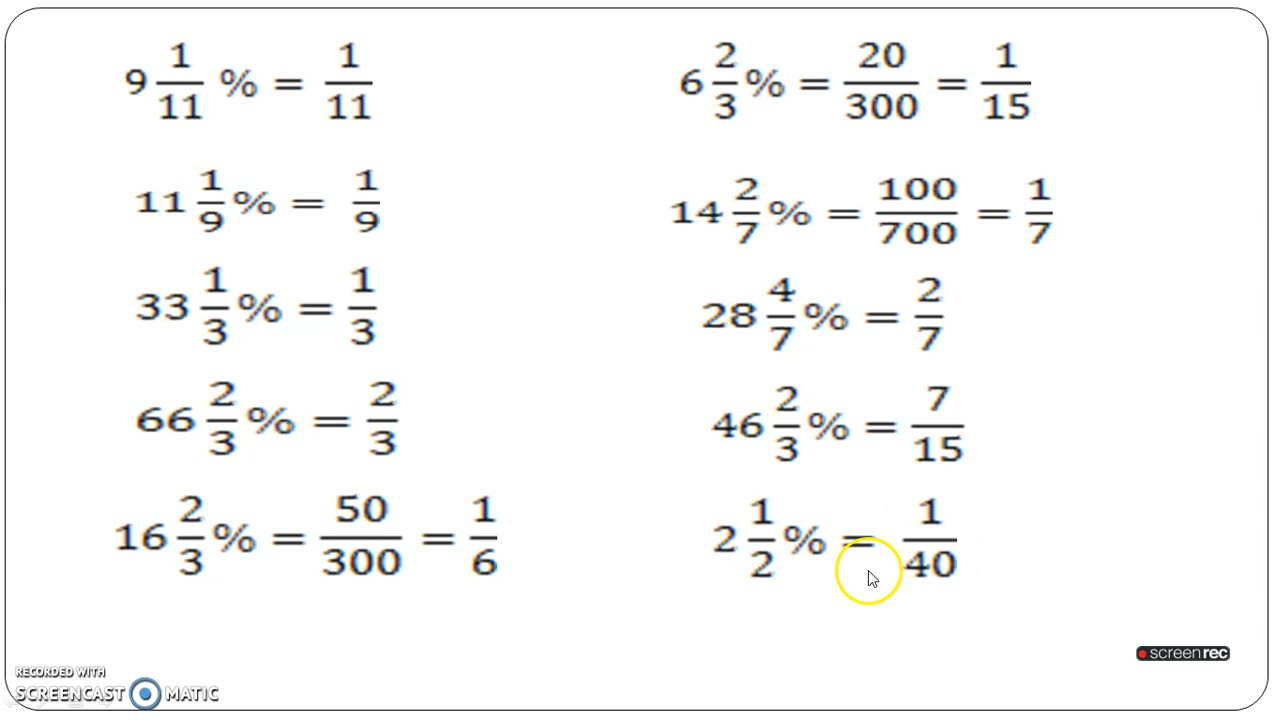 9 1/11 % = 1/11
11 1/9 % = 1/9
33 1/3 % = 1/3
66 2/3 % = 2/3
16 2/3 % = 50/300 = 1/6
6 2/3 % = 20/300 = 1/15
14 2/7 % = 100/700 = 1/7
28 4/7 % = 2/7
46 2/3 % = 7/15
2 1/2 % = 1/40
screenrec
RECORDED WITH
SCREENCAST MATIC